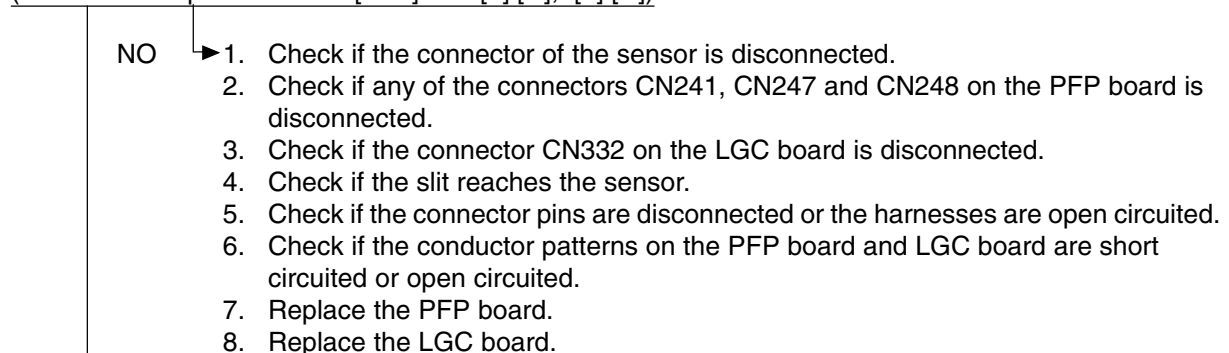 NO 1. Check if the connector of the sensor is disconnected.
2. Check if any of the connectors CN241, CN247 and CN248 on the PFP board is
disconnected.
3. Check if the connector CN332 on the LGC board is disconnected.
4. Check if the slit reaches the sensor.
5. Check if the connector pins are disconnected or the harnesses are open circuited.
6. Check if the conductor patterns on the PFP board and LGC board are short
circuited or open circuited.
7. Replace the PFP board.
8. Replace the LGC board.